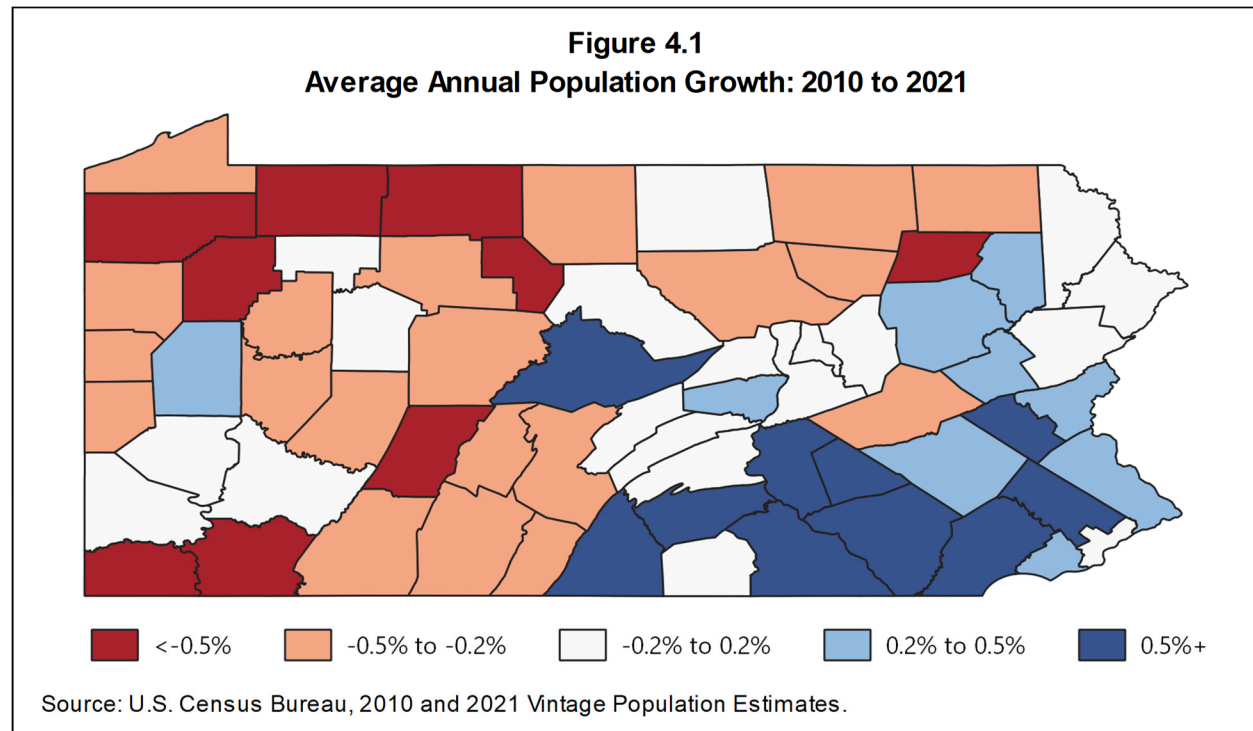 Figure 4.1
Average Annual Population Growth: 2010 to 2021
<-0.5%
-0.5% to -0.2%
-0.2% to 0.2%
0.2% to 0.5%
0.5%+
Source: U.S. Census Bureau, 2010 and 2021 Vintage Population Estimates.